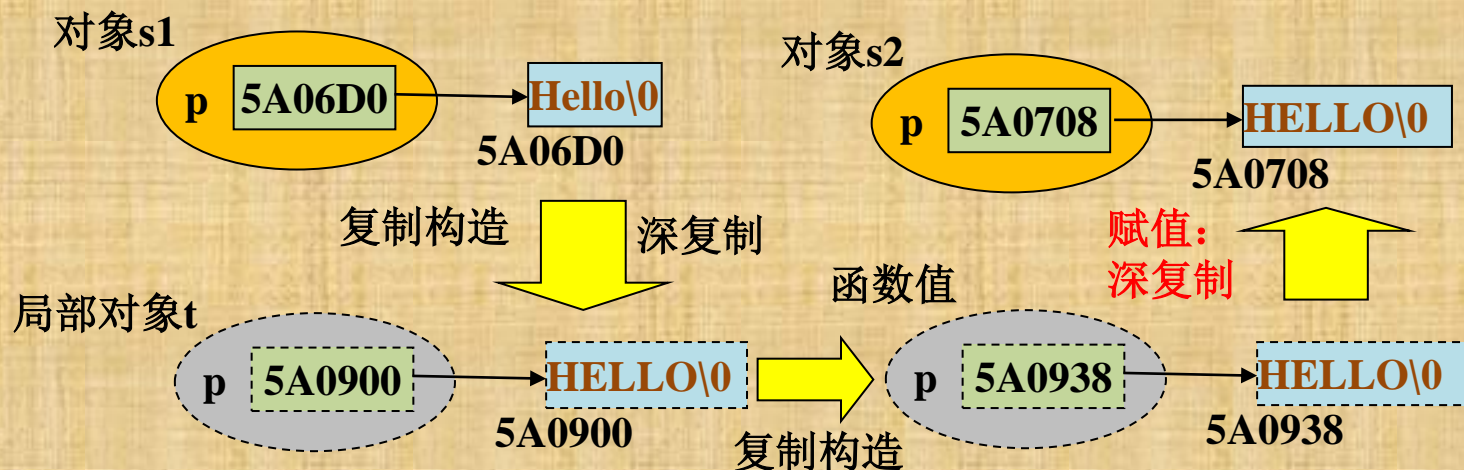 对象s1
p 5A06D0 Hello\0
5A06D0
对象s2
p 5A0708 HELLO\0
5A0708
复制构造 深复制
赋值：
深复制
局部对象t
p 5A0900 HELLO\0
5A0900
复制构造
函数值
p 5A0938 HELLO\0
5A0938